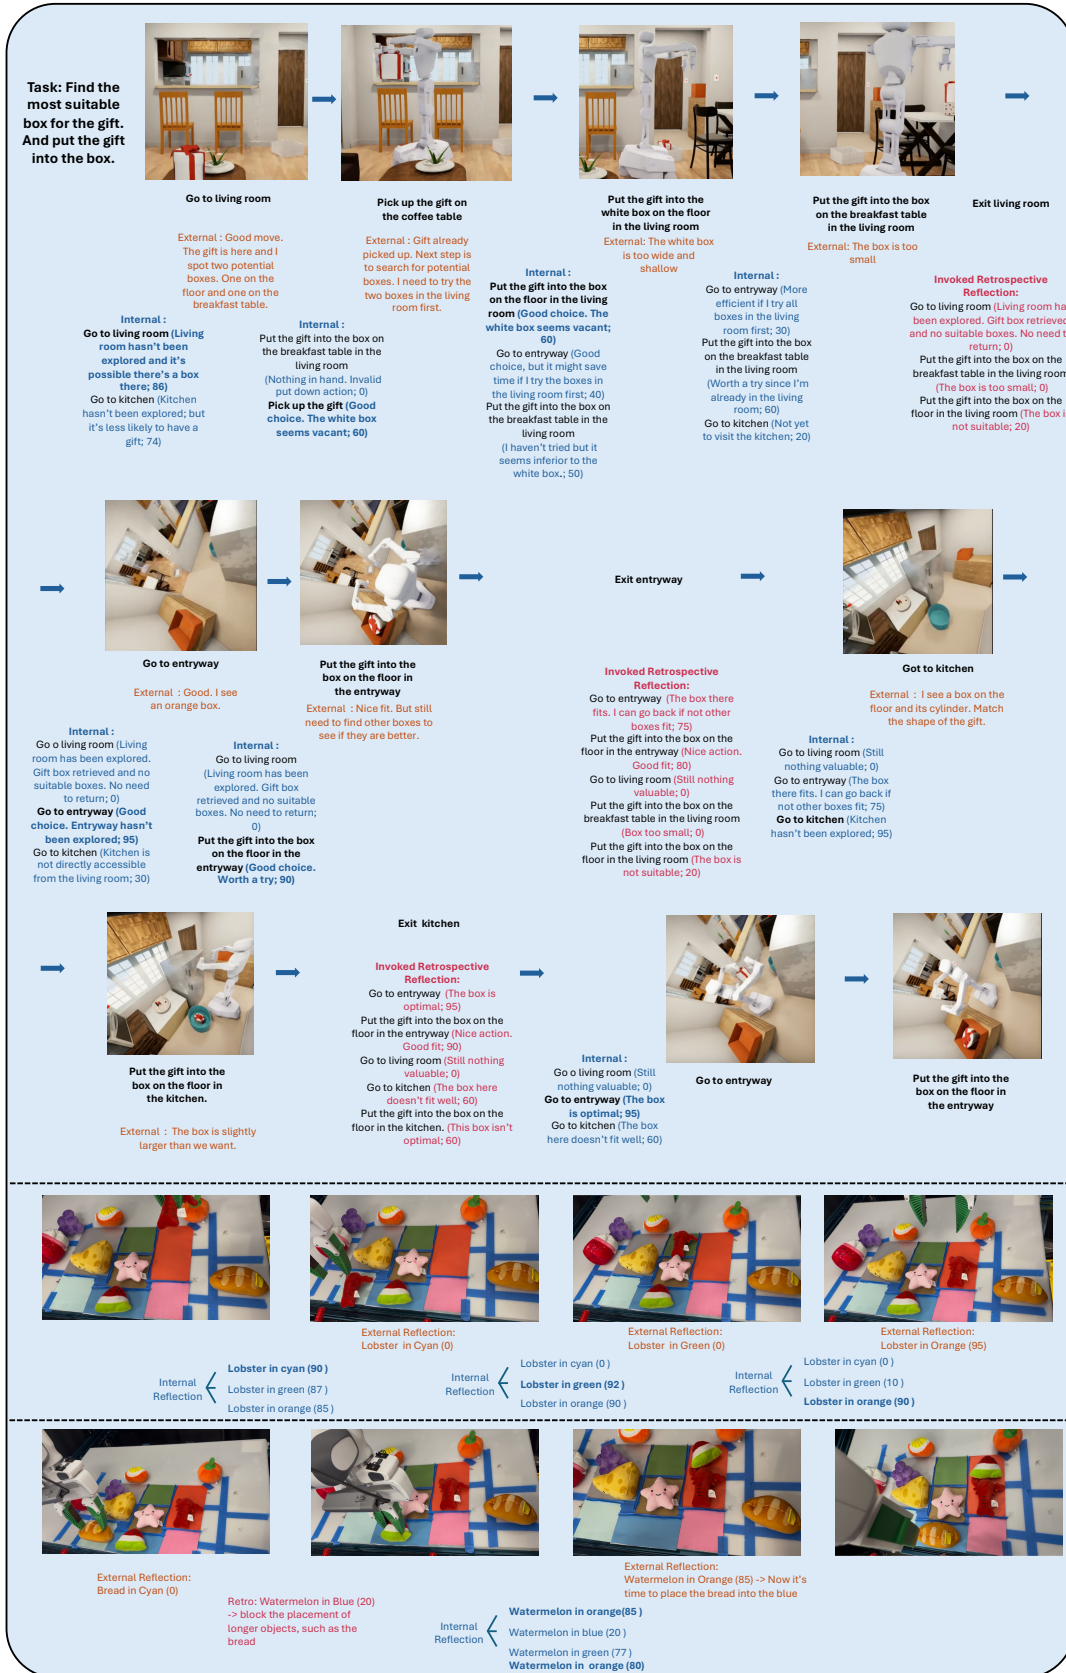 Task: Find the
most suitable
box for the gift.
And put the gift
into the box.
Go to living room
External : Good move.
The gift is here and I
spot two potential
boxes. One on the
floor and one on the
breakfast table.
Internal :
Go to living room (Living
room hasn't been
explored and it's
possible there's a box
there; 86)
Go to kitchen (Kitchen
hasn't been explored; but
it's less likely to have a
gift; 74)
Pick up the gift on
the coffee table
External : Gift already
picked up. Next step is
to search for potential
boxes. I need to try the
two boxes in the living
room first.
Internal :
Put the gift into the box on
the breakfast table in the
living room
(Nothing in hand. Invalid
put down action; 0)
Pick up the gift (Good
choice. The white box
seems vacant; 60)
Put the gift into the
white box on the floor
in the living room
External: The white box
is too wide and
shallow
Internal :
Put the gift into the box
on the floor in the living
room (Good choice. The
white box seems vacant;
60)
Go to entryway (Good
choice, but it might save
time if I try the boxes in
the living room first; 40)
Put the gift into the box on
the breakfast table in the
living room
(I haven't tried but it
seems inferior to the
white box.; 50)
Put the gift into the box
on the breakfast table
in the living room
External: The box is too
small
Internal :
Go to entryway (More
efficient if I try all
boxes in the living
room first; 30)
Put the gift into the box
on the breakfast table
in the living room
(Worth a try since I'm
already in the living
room; 60)
Go to kitchen (Not yet
to visit the kitchen; 20)
Exit living room
Invoked Retrospective
Reflection:
Go to living room (Living room ha
been explored. Gift box retrieve
and no suitable boxes. No need t
return; 0)
Put the gift into the box on the
breakfast table in the living room
(The box is too small; 0)
Put the gift into the box on the
floor in the living room (The box i
not suitable; 20)
Go to entryway
External : Good. I see
an orange box.
Internal :
Go o living room (Living
room has been explored.
Gift box retrieved and no
suitable boxes. No need
to return; 0)
Go to entryway (Good
choice. Entryway hasn't
been explored; 95)
Go to kitchen (Kitchen is
not directly accessible
from the living room; 30)
Put the gift into the
box on the floor in
the entryway
External : Nice fit. But still
need to find other boxes to
see if they are better.
Internal :
Go to living room
(Living room has been
explored. Gift box
retrieved and no suitable
boxes. No need to return;
0)
Put the gift into the box
on the floor in the
entryway (Good choice.
Worth a try; 90)
Exit entryway
Invoked Retrospective
Reflection:
Go to entryway (The box there
fits. I can go back if not other
boxes fit; 75)
Put the gift into the box on the
floor in the entryway (Nice action.
Good fit; 80)
Go to living room (Still nothing
valuable; 0)
Put the gift into the box on the
breakfast table in the living room
(Box too small; 0)
Put the gift into the box on the
floor in the living room (The box is
not suitable; 20)
Got to kitchen
External : I see a box on the
floor and its cylinder. Match
the shape of the gift.
Internal :
Go to living room (Still
nothing valuable; 0)
Go to entryway (The box
there fits. I can go back if
not other boxes fit; 75)
Go to kitchen (Kitchen
hasn't been explored; 95)
Put the gift into the
box on the floor in
the kitchen.
External : The box is slightly
larger than we want.
Exit kitchen
Invoked Retrospective
Reflection:
Go to entryway (The box is
optimal; 95)
Put the gift into the box on the
floor in the entryway (Nice action.
Good fit; 90)
Go to living room (Still nothing
valuable; 0)
Go to kitchen (The box here
doesn't fit well; 60)
Put the gift into the box on the
floor in the kitchen. (This box isn't
optimal; 60)
Internal :
Go o living room (Still
nothing valuable; 0)
Go to entryway (The box
is optimal; 95)
Go to kitchen (The box
here doesn't fit well; 60)
Go to entryway
Put the gift into the
box on the floor in
the entryway
External Reflection:
Lobster in Cyan (0)
External Reflection:
Lobster in Green (0)
External Reflection:
Lobster in Orange (95)
Internal
Reflection
Lobster in cyan (90 )
Lobster in green (87 )
Lobster in orange (85 )
Internal
Reflection
Lobster in cyan (0 )
Lobster in green (92 )
Lobster in orange (90 )
Internal
Reflection
Lobster in cyan (0 )
Lobster in green (10 )
Lobster in orange (90 )
External Reflection:
Bread in Cyan (0)
Retro: Watermelon in Blue (20)
-> block the placement of
longer objects, such as the
bread
External Reflection:
Watermelon in Orange (85) -> Now it's
time to place the bread into the blue
Internal
Reflection
Watermelon in orange(85 )
Watermelon in blue (20 )
Watermelon in green (77 )
Watermelon in orange (80)